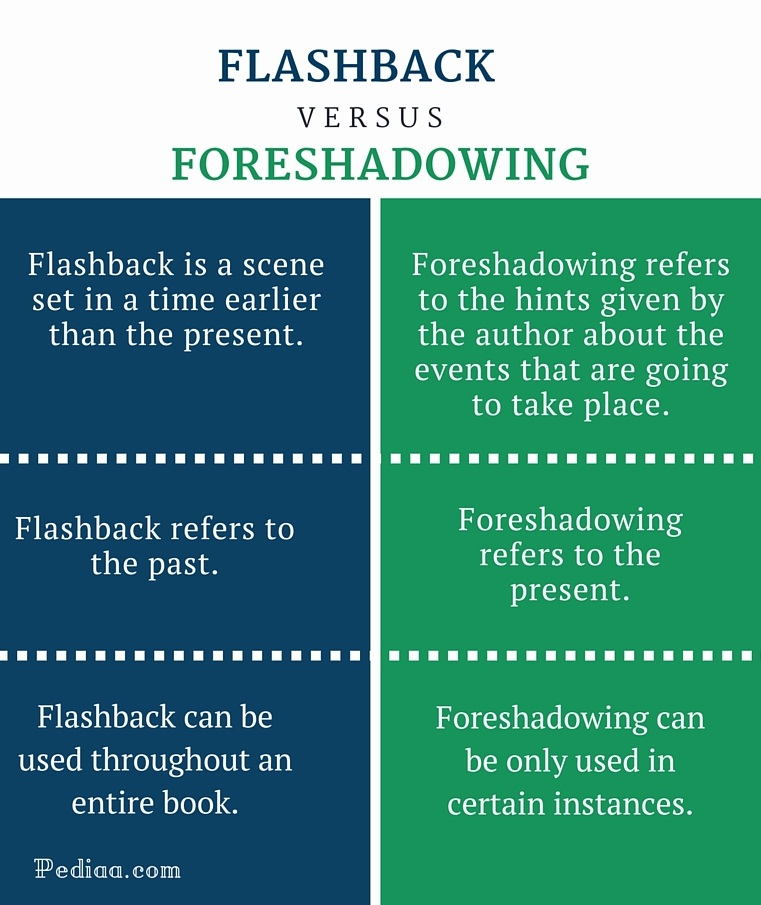 FLASHBACK
VERSUS
FORESHADOWING
Flashback is a scene
set in a time earlier
than the present.
Foreshadowing refers
to the hints given by
the author about the
events that are going
to take place.
Flashback refers to
the past.
Foreshadowing
refers to the
present.
Flashback can be
used throughout an
entire book.
Foreshadowing can
be only used in
certain instances.
Pediaa.com